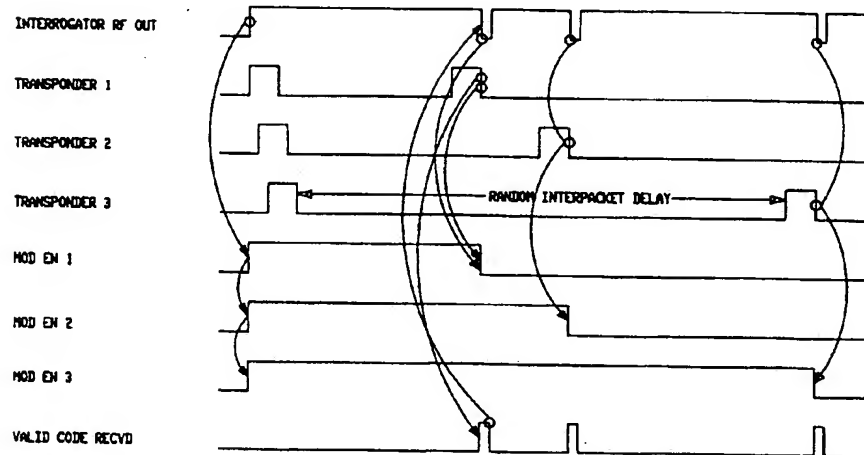 INTERROGATOR RF OUT
TRANSPONDER 1
TRANSPONDER 2
TRANSPONDER 3
RANDOM INTERPACKET DELAY
MOD EN 1
MOD EN 2
MOD EN 3
VALID CODE RECVD